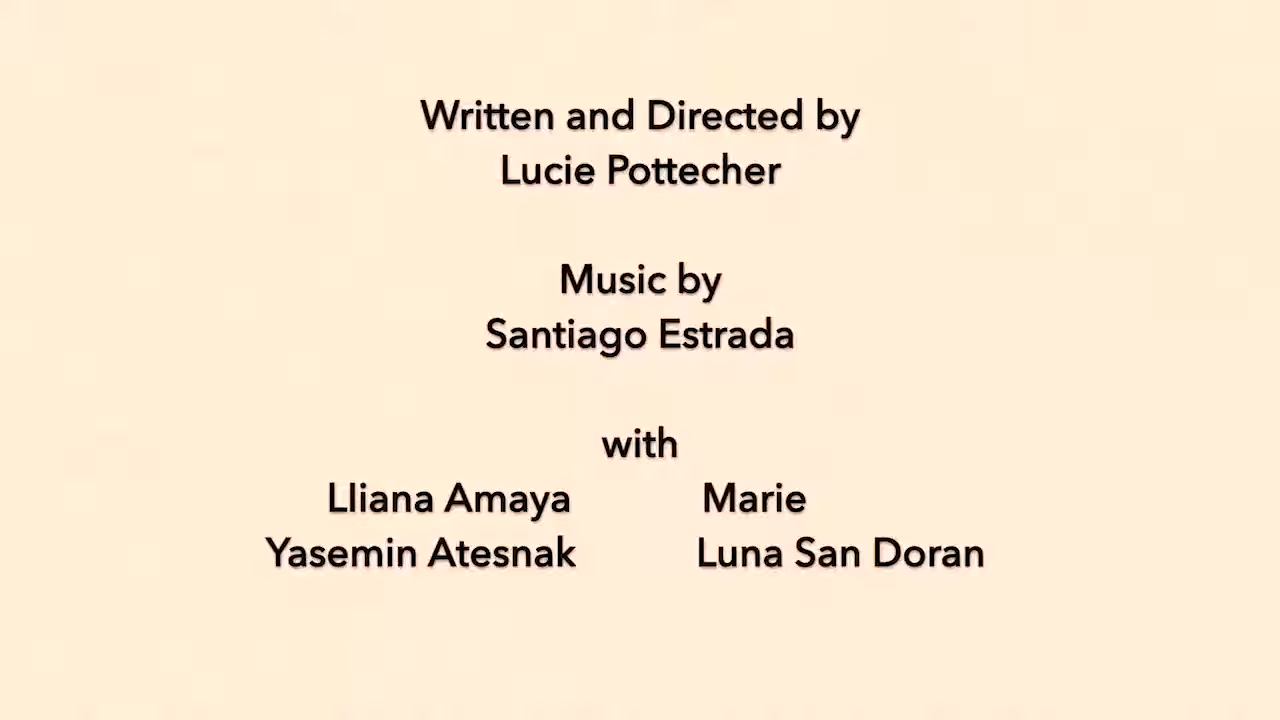 Written and Directed by
Lucie Pottecher
Music by
Santiago Estrada
with
Lliana Amaya Marie
Yasemin Atesnak Luna San Doran